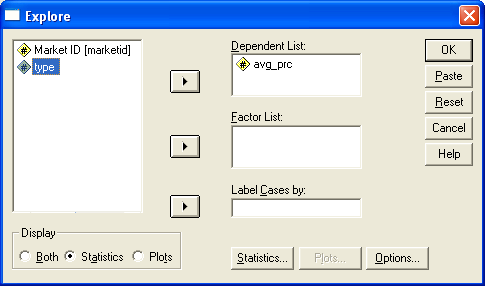 Explore
Market ID [marketid]
type
Dependent List:
avg_prc
Factor List:
Label Cases by:
OK
Paste
Reset
Cancel
Help
Display
Both
Statistics
Plots
Statistics...
Plots...
Options...